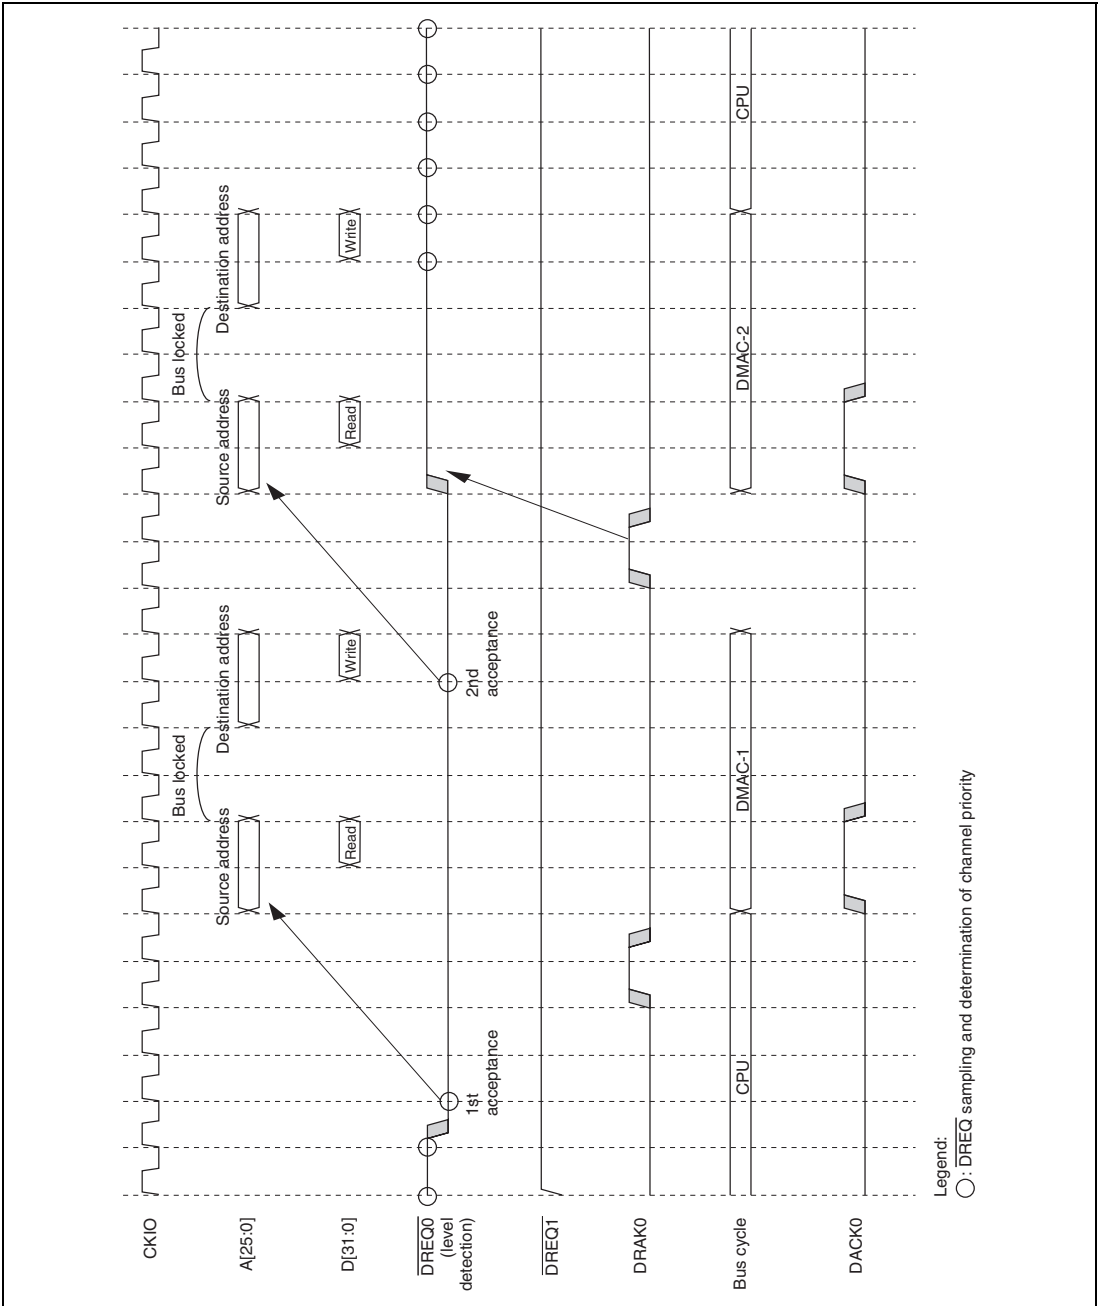 CKIO
A[25:0]
Source address
Bus locked
Destination address
Source address
Bus locked
Destination address
D[31:0]
Read
Write
Read
Write
DREQ0
(level
detection)
1st
acceptance
2nd
acceptance
DREQ1
DRAK0
Bus cycle
CPU
DMAC-1
DMAC-2
CPU
DACK0
Legend:
: DREQ sampling and determination of channel priority